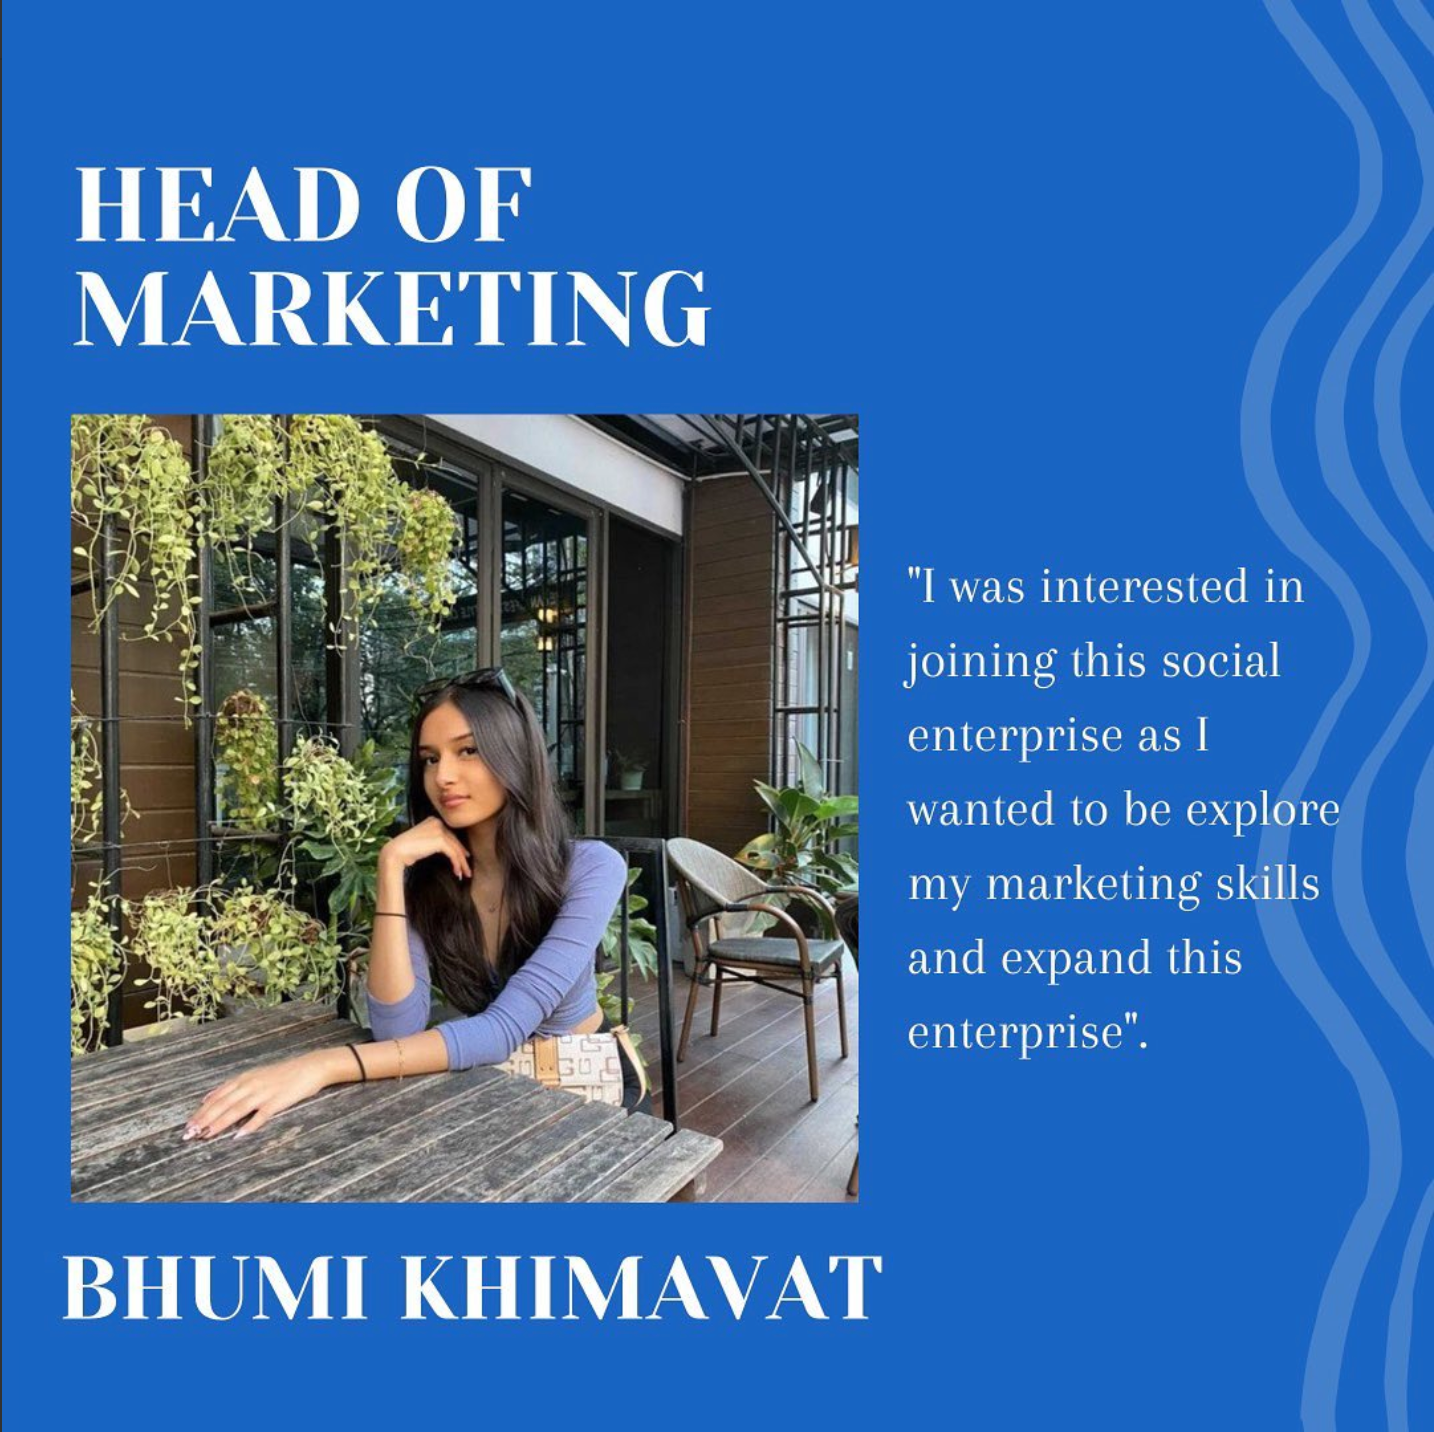 HEAD OF
MARKETING
"I was interested in
joining this social
enterprise as I
wanted to be explore
my marketing skills
and expand this
enterprise".
BHUMI KHIMAVAT